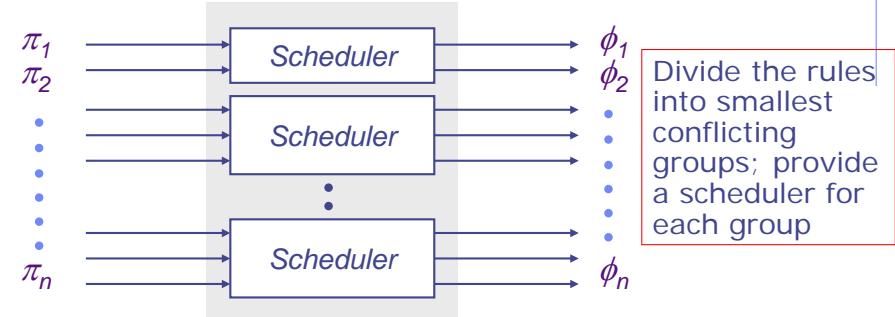 π1 Scheduler ϕ1
π2 ϕ2
Scheduler
Scheduler
πn ϕn
Divide the rules
into smallest
conflicting
groups; provide
a scheduler for
each group